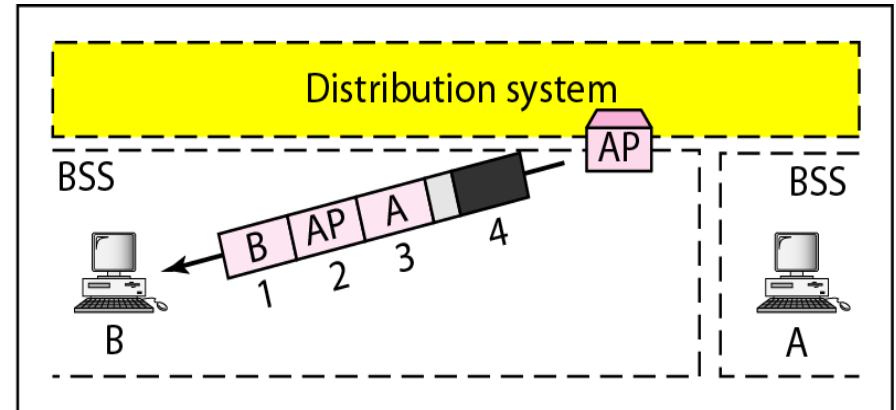 Distribution system
AP
BSS
BSS
B AP A
1 2 3 4
B
A